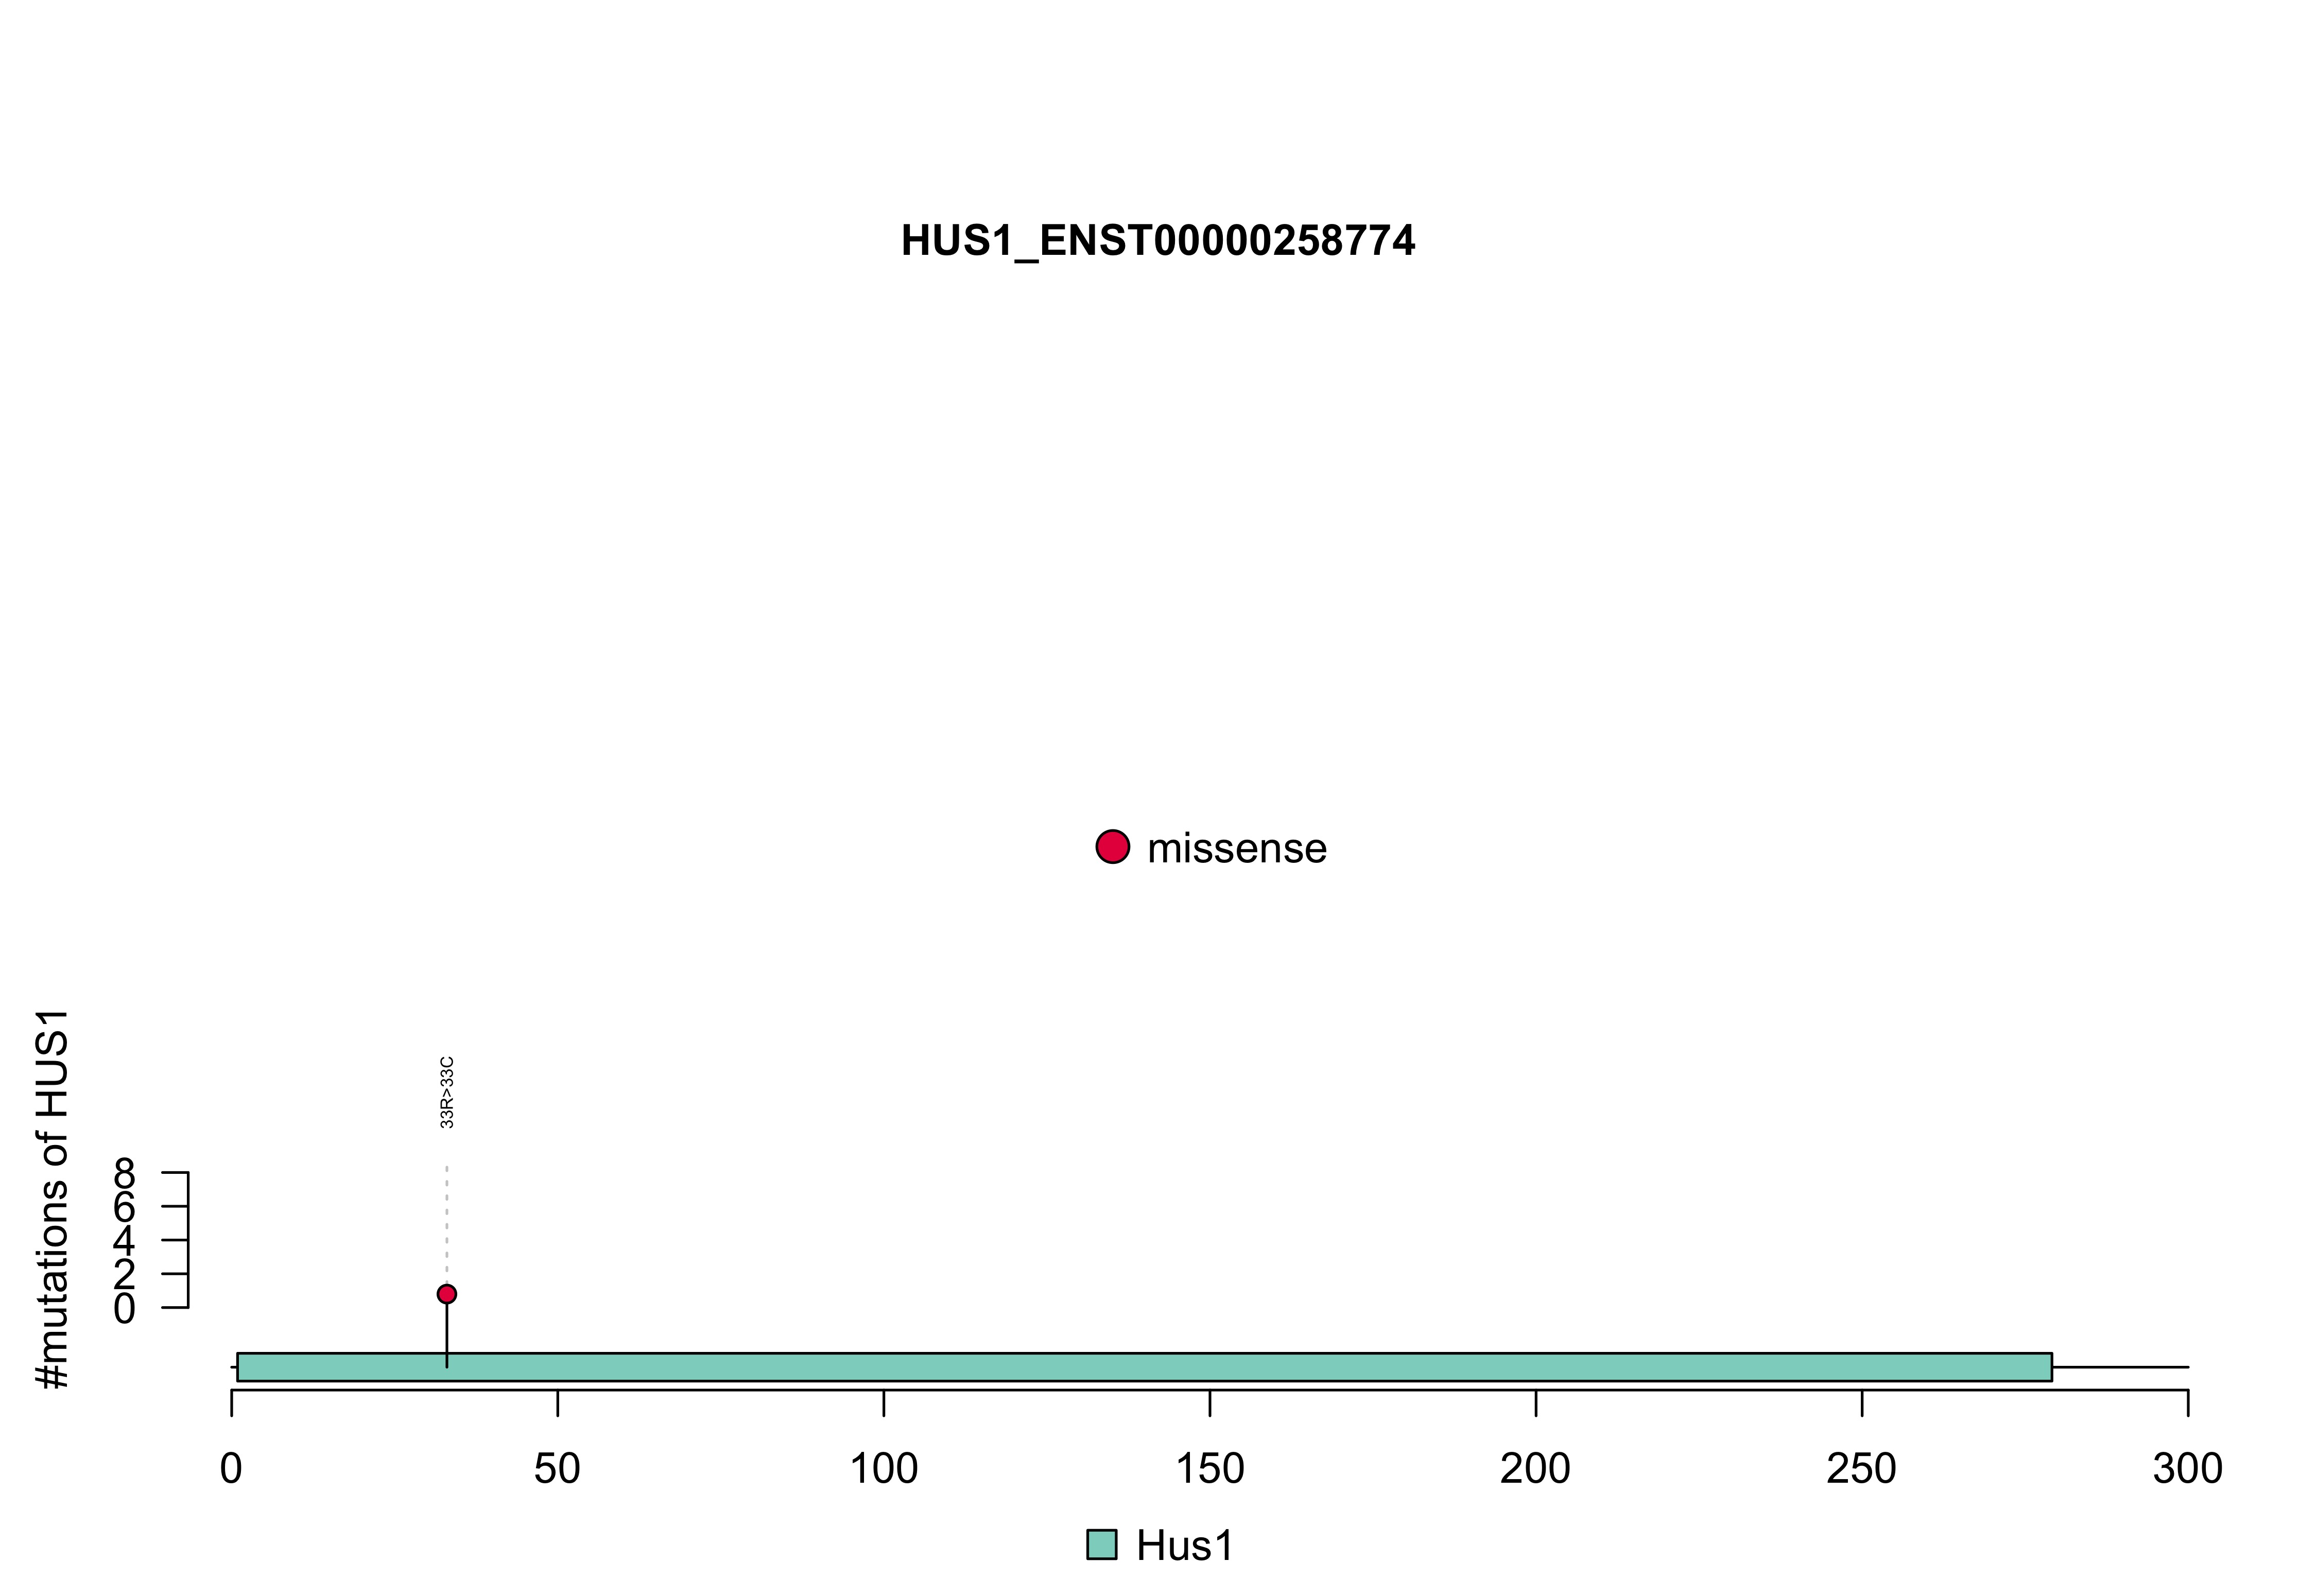 HUS1_ENST00000258774
missense
#mutations of HUS1
33R>33C
8
6
4
2
0
0 50 100 150 200 250 300
Hus1